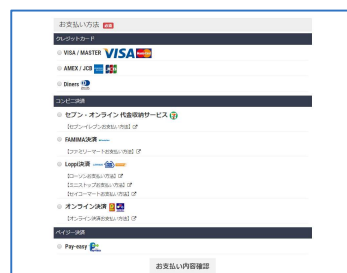 お支払い方法 必須
クレジットカード
VISA / MASTER VISA
AMEX / JCB JCB
Diners
コンビニ決済
セブン・オンライン代金収納サービス
【セブン-イレブンお支払い方法】
FAMIMA決済
【ファミリーマートお支払い方法】
Loppi決済
【ローソンお支払い方法】
【ミニストップお支払い方法】
【セイコーマートお支払い方法】
オンライン決済
【オンライン決済お支払い方法】
ペイジー決済
Pay-easy
お支払い内容確認